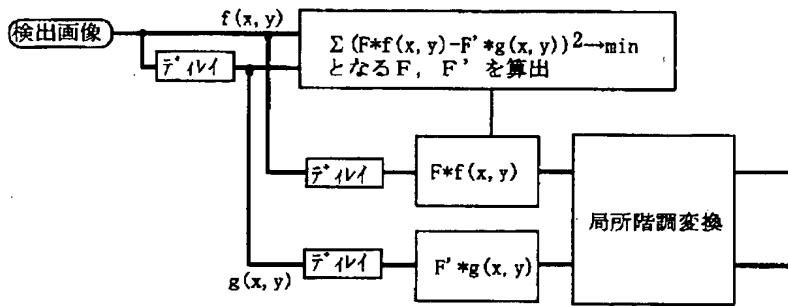 f(x,y)
検出画像
Σ(F*f(x,y)-F'*g(x,y))2→min
となるF, F'を算出
ディレイ
ディレイ
F*f(x,y)
局所階調変換
ディレイ
F'*g(x,y)
g(x,y)